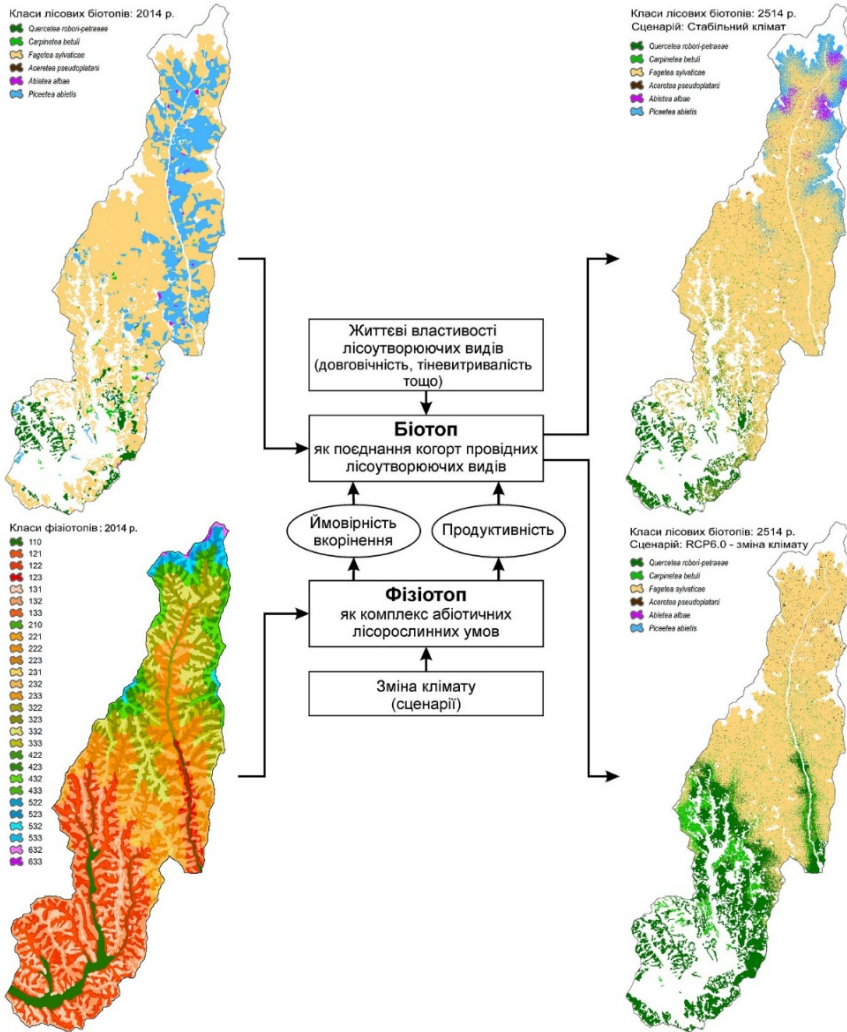 Класи лісових біотопів: 2014 р.
Quercetea robori-petraeae
Carpinetea betuli
Fagetea sylvaticae
Aceretea pseudoplatani
Abietea albae
Piceetea abietis
Класи лісових біотопів: 2514 р.
Сценарій: Стабільний клімат
Quercetea robori-petraeae
Carpinetea betuli
Fagetea sylvaticae
Aceretea pseudoplatani
Abietea albae
Piceetea abietis
Життєві властивості
лісоутворюючих видів
(довговічність, тіневитривалість
тощо)
Біотоп
як поєднання когорт провідних
лісоутворюючих видів
Ймовірність
вкорінення
Продуктивність
Фізіотоп
як комплекс абіотичних
лісорослинних умов
Зміна клімату
(сценарії)
Класи фізіотопів: 2014 р.
110
121
122
123
131
132
133
210
221
222
223
231
232
233
322
323
332
333
422
423
432
433
522
523
532
533
632
633
Класи лісових біотопів: 2514 р.
Сценарій: RCP6.0 - зміна клімату
Quercetea robori-petraeae
Carpinetea betuli
Fagetea sylvaticae
Aceretea pseudoplatani
Abietea albae
Piceetea abietis